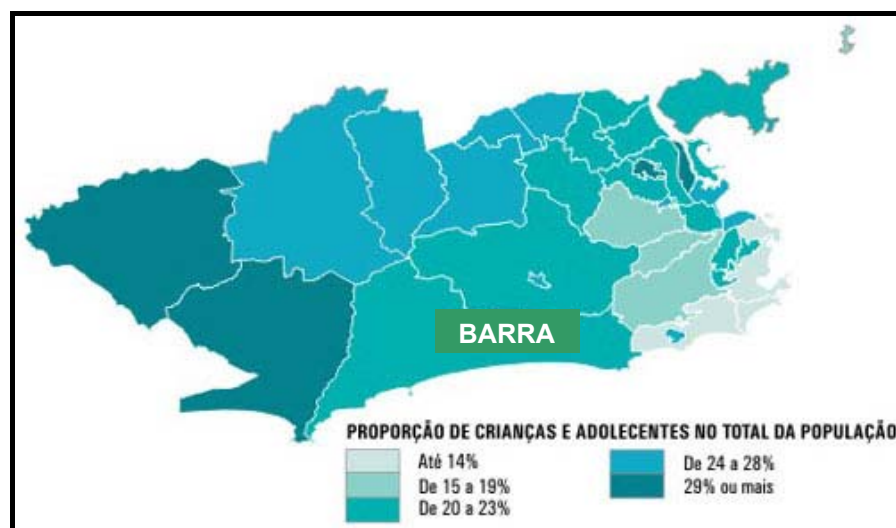 BARRA
PROPORÇÃO DE CRIANÇAS E ADOLECENTES NO TOTAL DA POPULAÇÃO
Até 14%
De 15 a 19%
De 20 a 23%
De 24 a 28%
29% ou mais